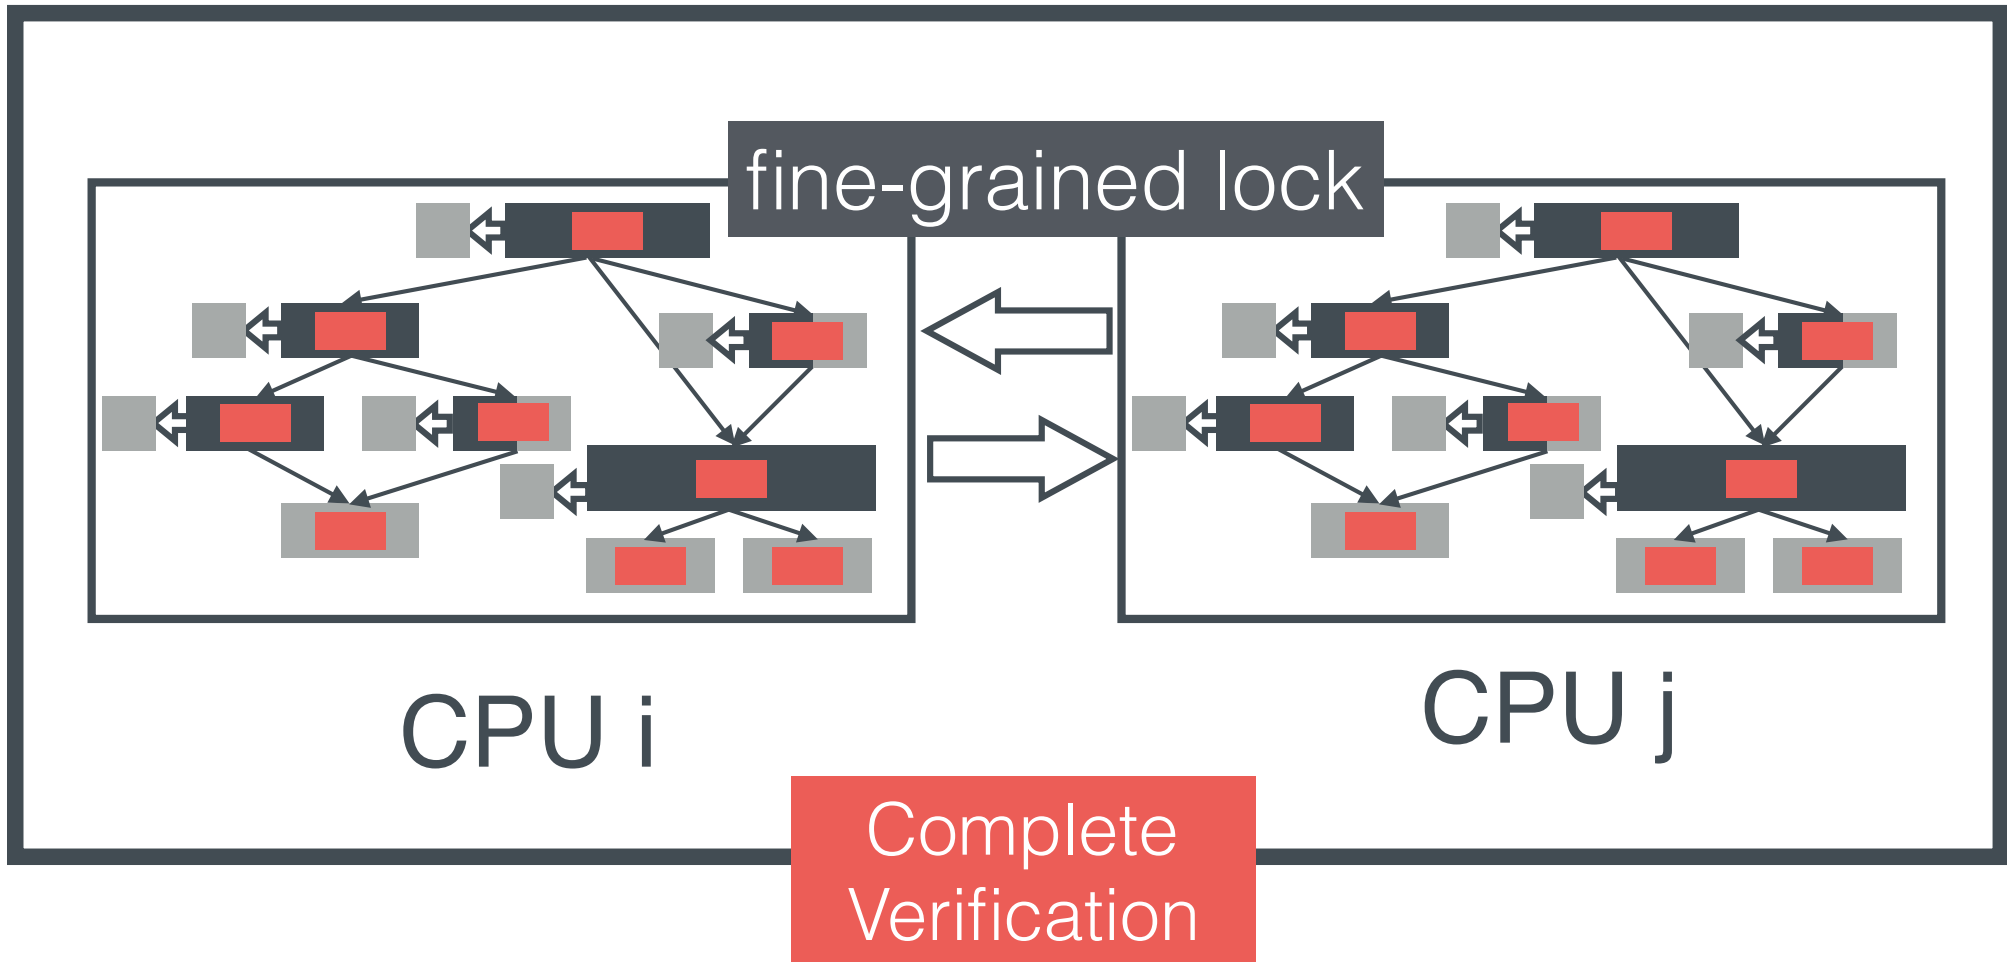 fine-grained lock
CPU i
CPU j
Complete
Verification